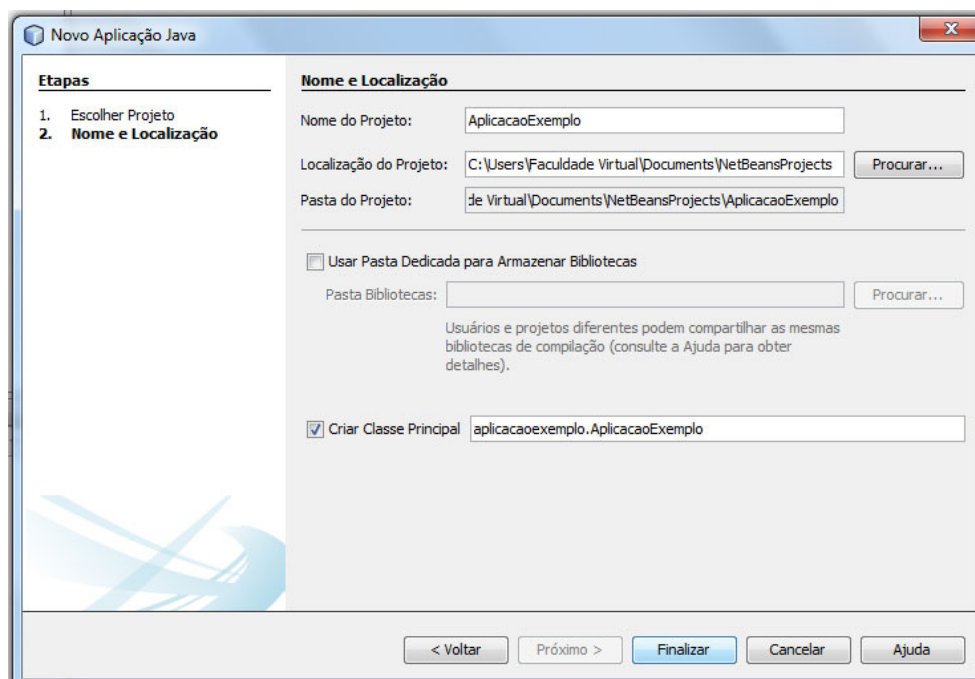 Novo Aplicação Java
Etapas
1. Escolher Projeto
2. Nome e Localização
Nome e Localização
Nome do Projeto: AplicacaoExemplo
Localização do Projeto: C:\Users\Faculdade Virtual\Documents\NetBeansProjects Procurar...
Pasta do Projeto: de Virtual\Documents\NetBeansProjects\AplicacaoExemplo
Usar Pasta Dedicada para Armazenar Bibliotecas
Pasta Bibliotecas: Procurar...
Usuários e projetos diferentes podem compartilhar as mesmas
bibliotecas de compilação (consulte a Ajuda para obter
detalhes).
Criar Classe Principal aplicacaoexemplo.AplicacaoExemplo
< Voltar Próximo > Finalizar Cancelar Ajuda